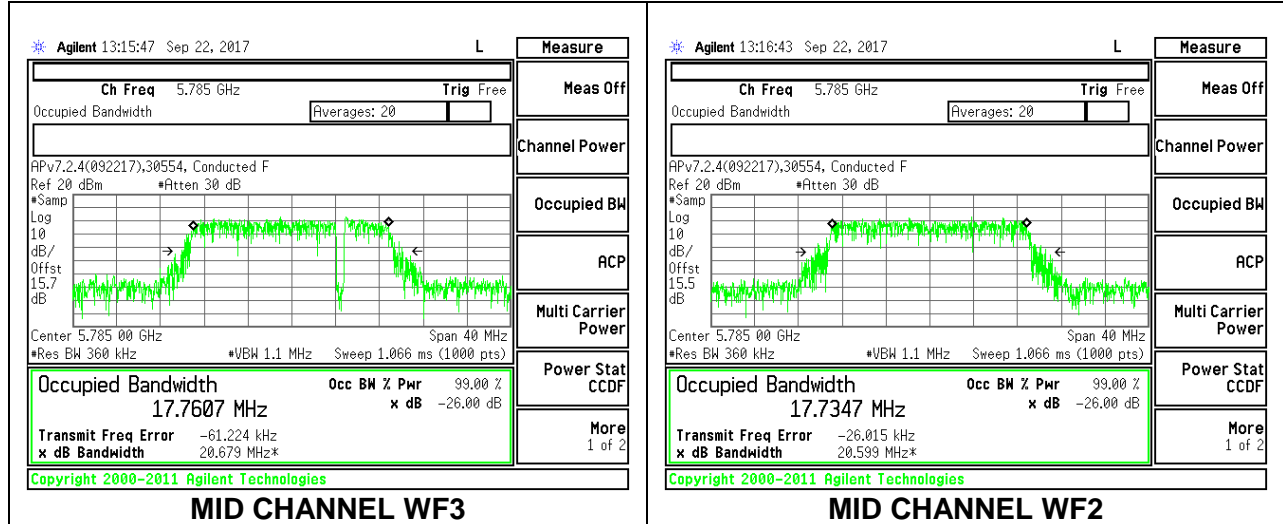 Agilent 13:15:47 Sep 22, 2017 L
Measure
Ch Freq 5.785 GHz Trig Free
Meas Off
Occupied Bandwidth Averages: 20
Channel Power
APv7.2.4(092217),30554, Conducted F
Ref 20 dBm #Atten 30 dB
#Samp
Occupied BW
Log
10
dB/
ACP
Offst
15.7
dB
Multi Carrier
Power
Center 5.785 00 GHz Span 40 MHz
#Res BW 360 kHz #VBW 1.1 MHz Sweep 1.066 ms (1000 pts)
Power Stat
CCDF
Occupied Bandwidth Occ BW % Pwr 99.00 %
17.7607 MHz x dB -26.00 dB
More
1 of 2
Transmit Freq Error -61.224 kHz
x dB Bandwidth 20.679 MHz*
Copyright 2000-2011 Agilent Technologies
MID CHANNEL WF3
Agilent 13:16:43 Sep 22, 2017 L
Measure
Ch Freq 5.785 GHz Trig Free
Meas Off
Occupied Bandwidth Averages: 20
Channel Power
APv7.2.4(092217),30554, Conducted F
Ref 20 dBm #Atten 30 dB
#Samp
Occupied BW
Log
10
dB/
ACP
Offst
15.5
dB
Multi Carrier
Power
Center 5.785 00 GHz Span 40 MHz
#Res BW 360 kHz #VBW 1.1 MHz Sweep 1.066 ms (1000 pts)
Power Stat
CCDF
Occupied Bandwidth Occ BW % Pwr 99.00 %
17.7347 MHz x dB -26.00 dB
More
1 of 2
Transmit Freq Error -26.015 kHz
x dB Bandwidth 20.599 MHz*
Copyright 2000-2011 Agilent Technologies
MID CHANNEL WF2